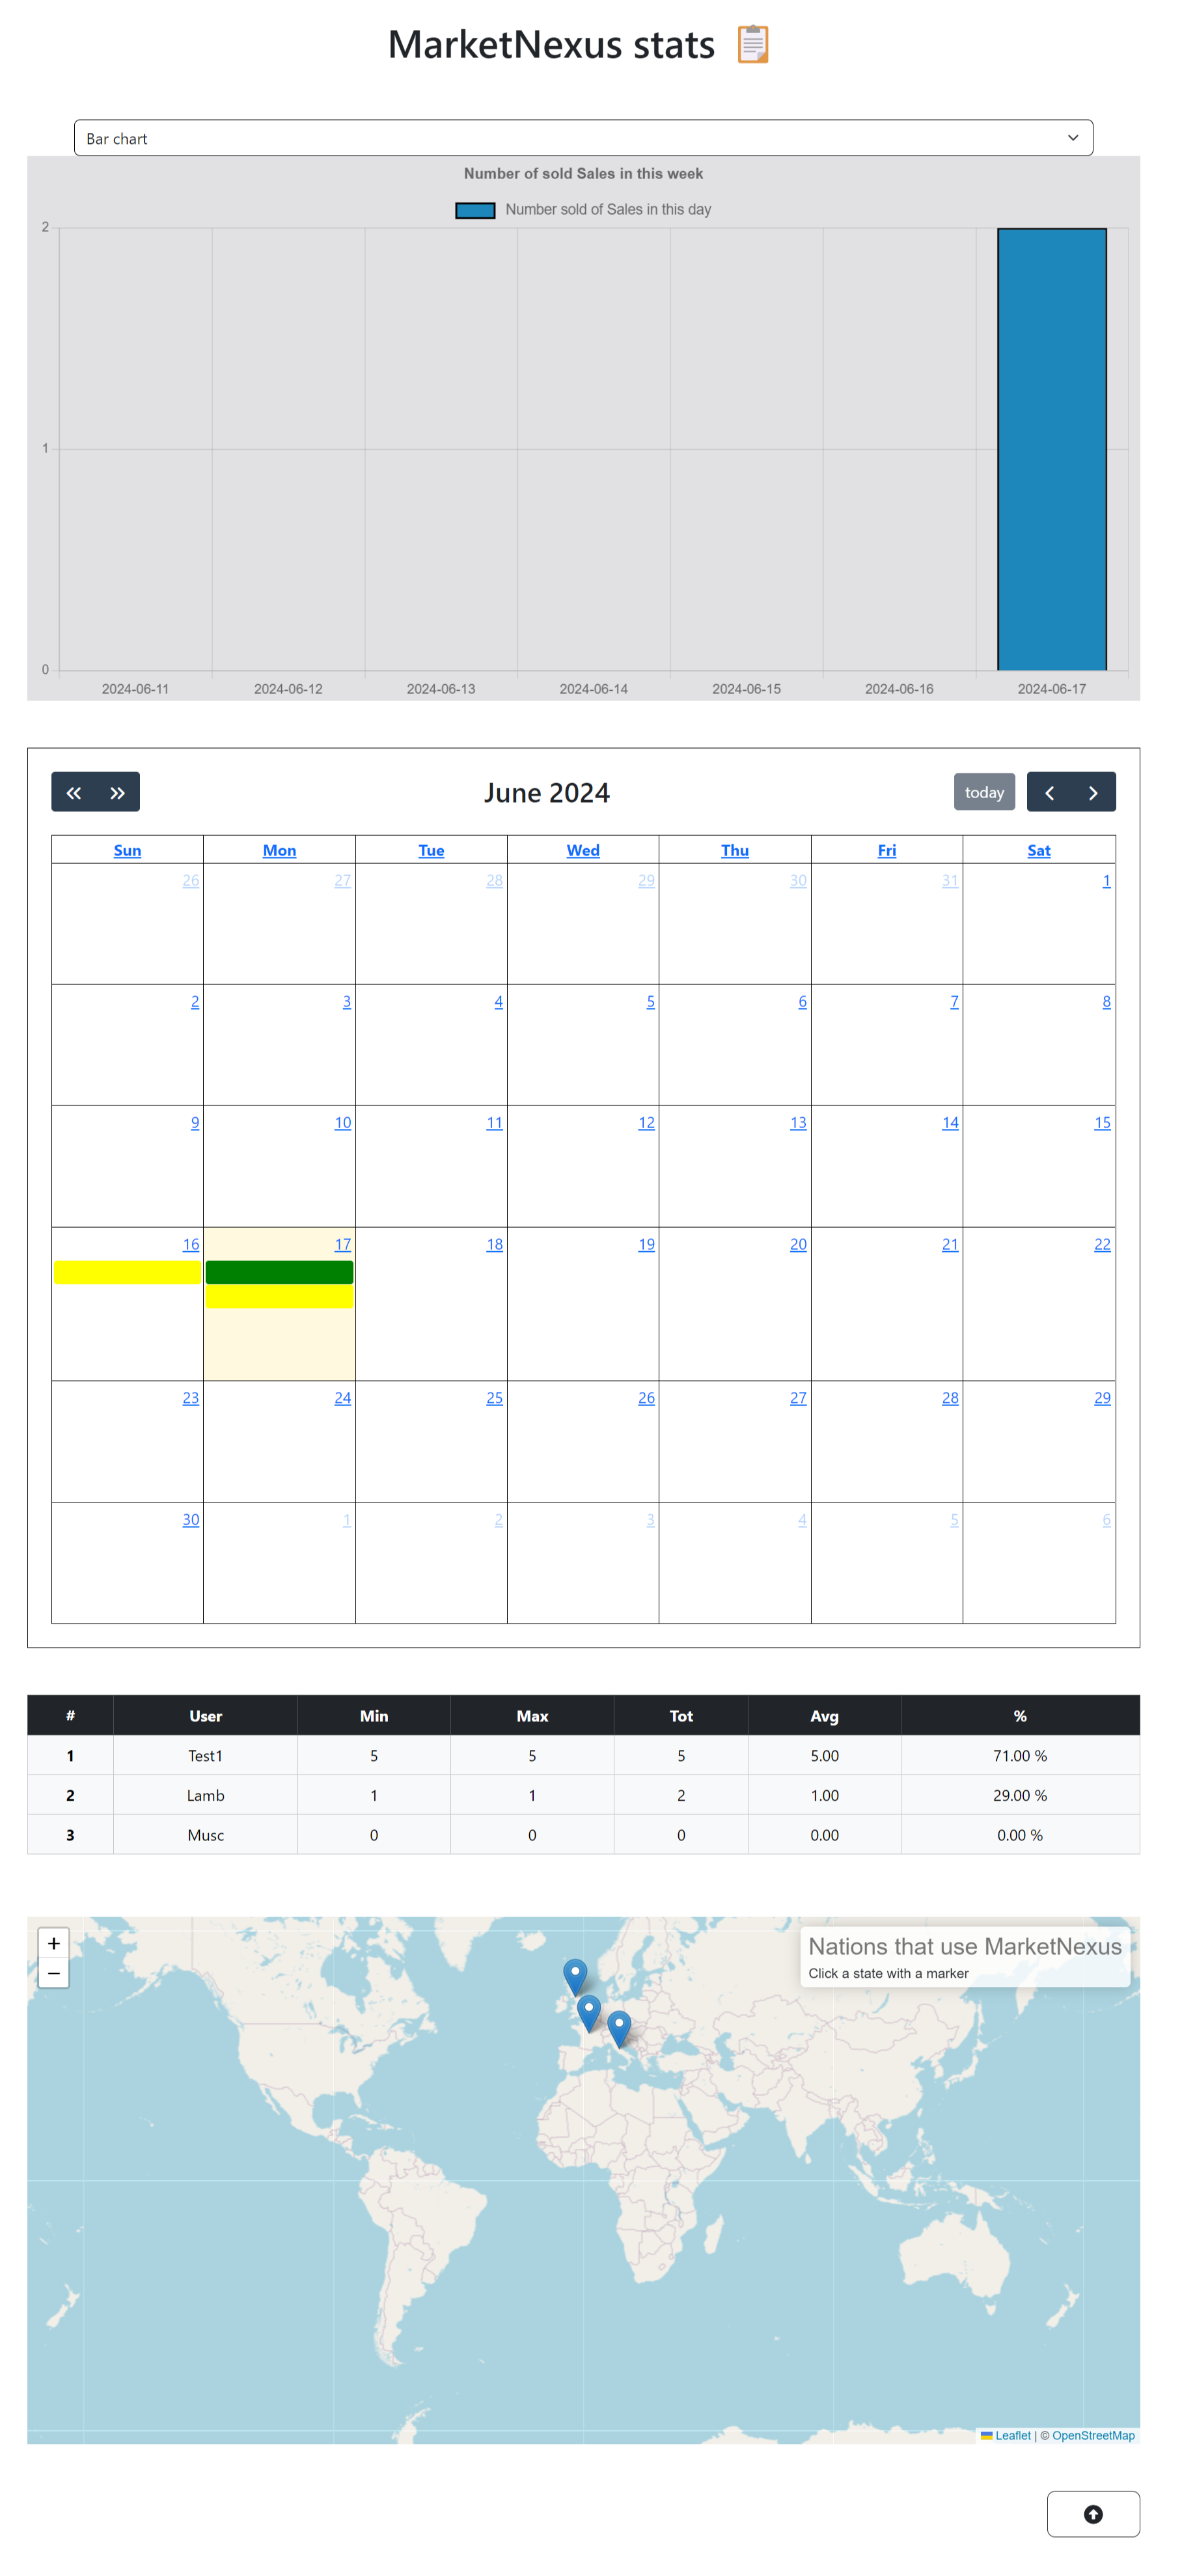 MarketNexus stats
Bar chart
Number of sold Sales in this week
Number sold of Sales in this day
2
1
0
2024-06-11 2024-06-12 2024-06-13 2024-06-14 2024-06-15 2024-06-16 2024-06-17
« » June 2024 today < >
Sun Mon Tue Wed Thu Fri Sat
26 27 28 29 30 31 1
2 3 4 5 6 7 8
9 10 11 12 13 14 15
16 17 18 19 20 21 22
23 24 25 26 27 28 29
30 1 2 3 4 5 6
# User Min Max Tot Avg %
1 Test1 5 5 5 5.00 71.00 %
2 Lamb 1 1 2 1.00 29.00 %
3 Musc 0 0 0 0.00 0.00 %
+
−
Nations that use MarketNexus
Click a state with a marker
Leaflet | © OpenStreetMap